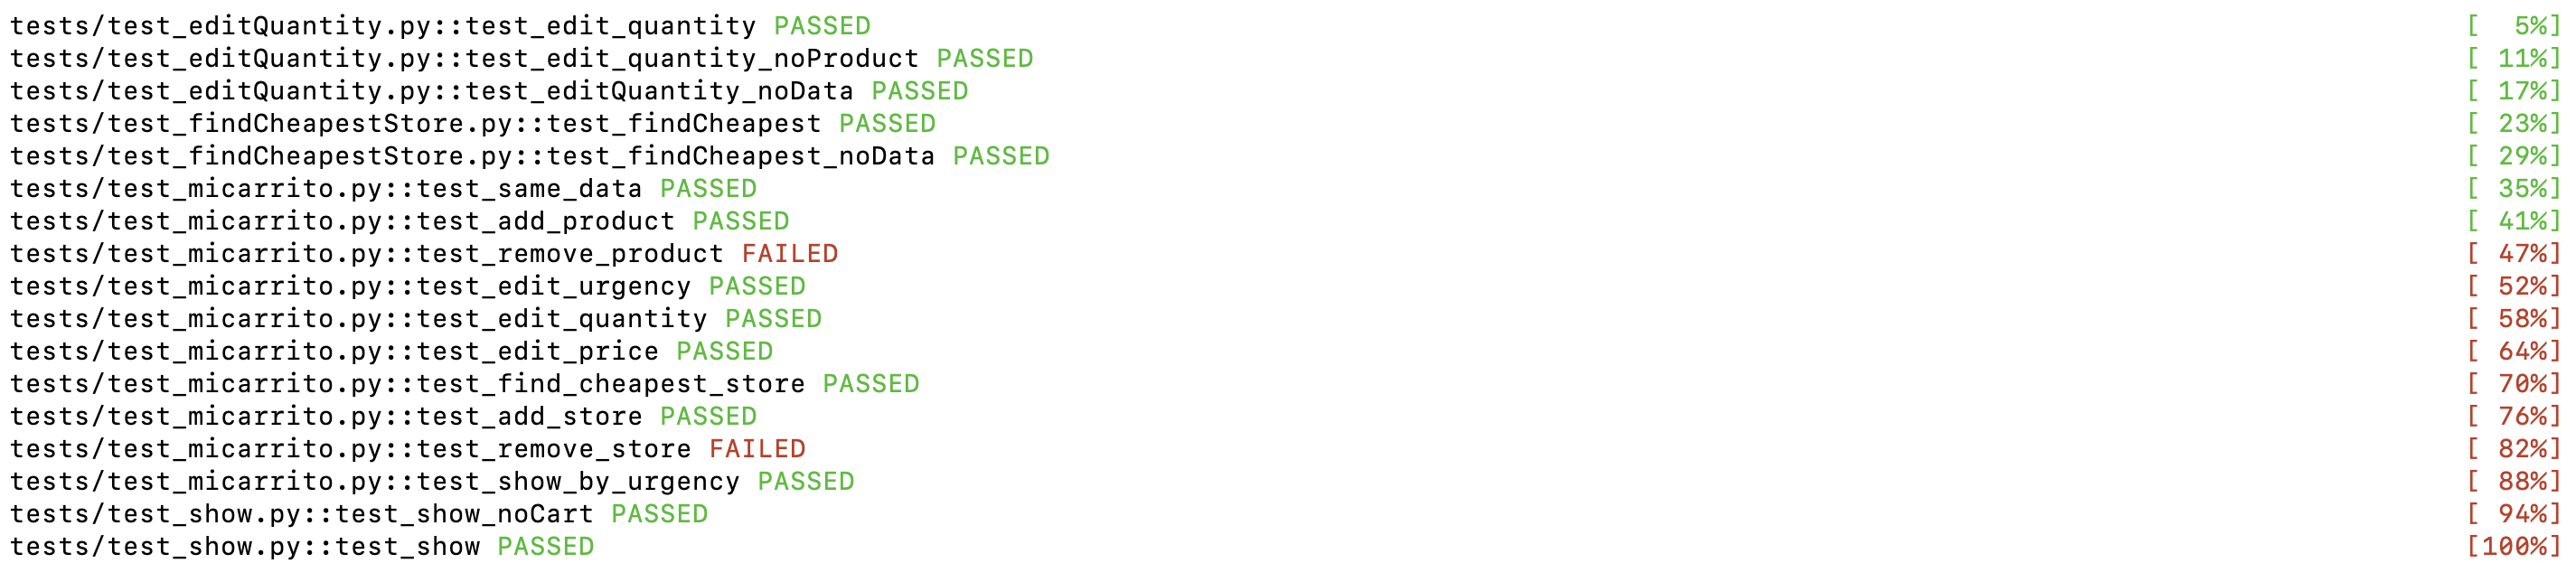 tests/test_editQuantity.py::test_edit_quantity PASSED [  5%]
tests/test_editQuantity.py::test_edit_quantity_noProduct PASSED [ 11%]
tests/test_editQuantity.py::test_editQuantity_noData PASSED [ 17%]
tests/test_findCheapestStore.py::test_findCheapest PASSED [ 23%]
tests/test_findCheapestStore.py::test_findCheapest_noData PASSED [ 29%]
tests/test_micarrito.py::test_same_data PASSED [ 35%]
tests/test_micarrito.py::test_add_product PASSED [ 41%]
tests/test_micarrito.py::test_remove_product FAILED [ 47%]
tests/test_micarrito.py::test_edit_urgency PASSED [ 52%]
tests/test_micarrito.py::test_edit_quantity PASSED [ 58%]
tests/test_micarrito.py::test_edit_price PASSED [ 64%]
tests/test_micarrito.py::test_find_cheapest_store PASSED [ 70%]
tests/test_micarrito.py::test_add_store PASSED [ 76%]
tests/test_micarrito.py::test_remove_store FAILED [ 82%]
tests/test_micarrito.py::test_show_by_urgency PASSED [ 88%]
tests/test_show.py::test_show_noCart PASSED [ 94%]
tests/test_show.py::test_show PASSED [100%]